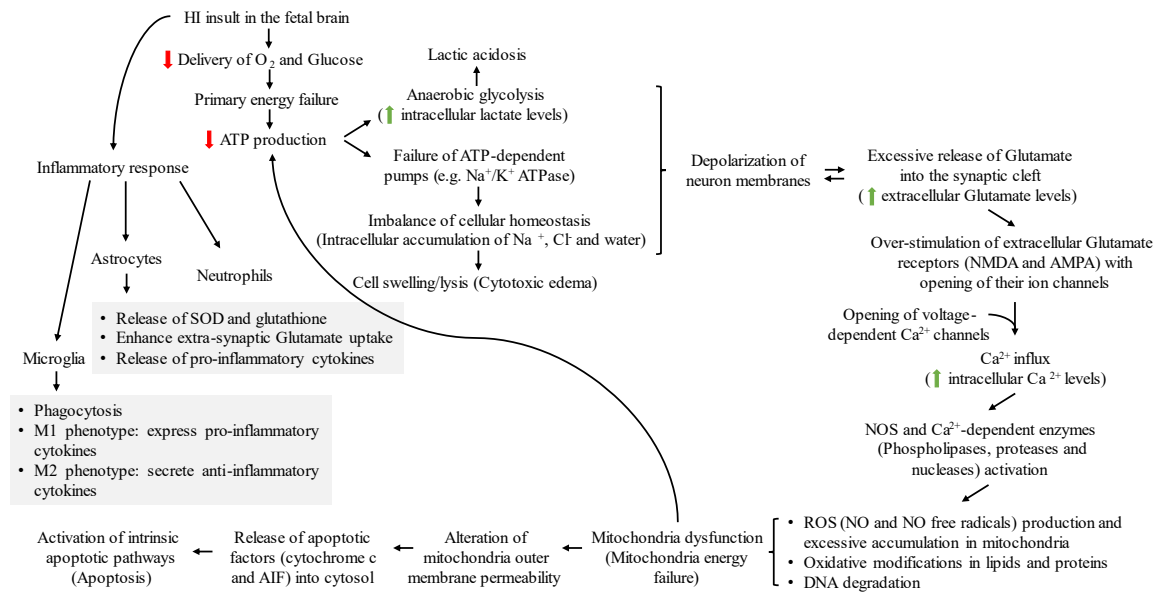 HI insult in the fetal brain
Delivery of O2 and Glucose
Primary energy failure
ATP production
Lactic acidosis
Anaerobic glycolysis
( intracellular lactate levels)
Failure of ATP-dependent
pumps (e.g. Na+/K+ ATPase)
Imbalance of cellular homeostasis
(Intracellular accumulation of Na +, Cl- and water)
Cell swelling/lysis (Cytotoxic edema)
Depolarization of
neuron membranes
Excessive release of Glutamate
into the synaptic cleft
( extracellular Glutamate levels)
Over-stimulation of extracellular Glutamate
receptors (NMDA and AMPA) with
opening of their ion channels
Opening of voltage-
dependent Ca2+ channels
Ca2+ influx
( intracellular Ca 2+ levels)
NOS and Ca2+-dependent enzymes
(Phospholipases, proteases and
nucleases) activation
• ROS (NO and NO free radicals) production and
excessive accumulation in mitochondria
• Oxidative modifications in lipids and proteins
• DNA degradation
Mitochondria dysfunction
(Mitochondria energy
failure)
Alteration of
mitochondria outer
membrane permeability
Release of apoptotic
factors (cytochrome c
and AIF) into cytosol
Activation of intrinsic
apoptotic pathways
(Apoptosis)
Inflammatory response
Astrocytes
• Release of SOD and glutathione
• Enhance extra-synaptic Glutamate uptake
• Release of pro-inflammatory cytokines
Neutrophils
Microglia
• Phagocytosis
• M1 phenotype: express pro-inflammatory
cytokines
• M2 phenotype: secrete anti-inflammatory
cytokines